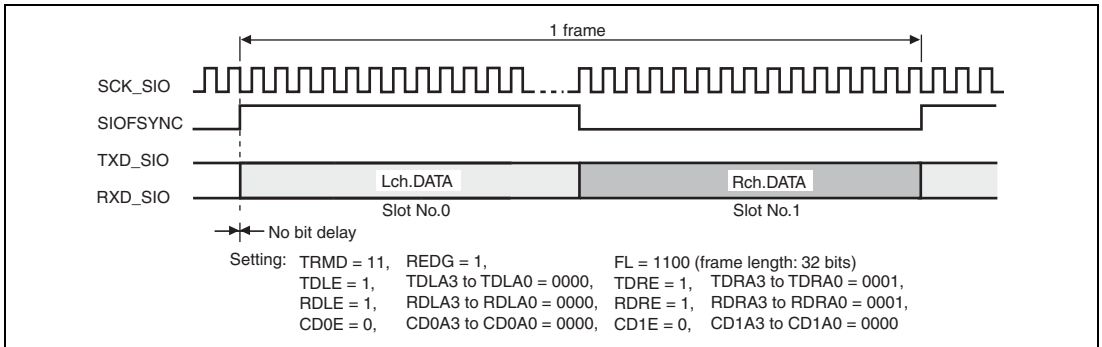 1 frame
SCK_SIO
SIOFSYNC
TXD_SIO
Lch.DATA Rch.DATA
RXD_SIO
Slot No.0 Slot No.1
No bit delay
Setting: TRMD = 11, REDG = 1, FL = 1100 (frame length: 32 bits)
TDLE = 1, TDLA3 to TDLA0 = 0000, TDRE = 1, TDRA3 to TDRA0 = 0001,
RDLE = 1, RDLA3 to RDLA0 = 0000, RDRE = 1, RDRA3 to RDRA0 = 0001,
CD0E = 0, CD0A3 to CD0A0 = 0000, CD1E = 0, CD1A3 to CD1A0 = 0000